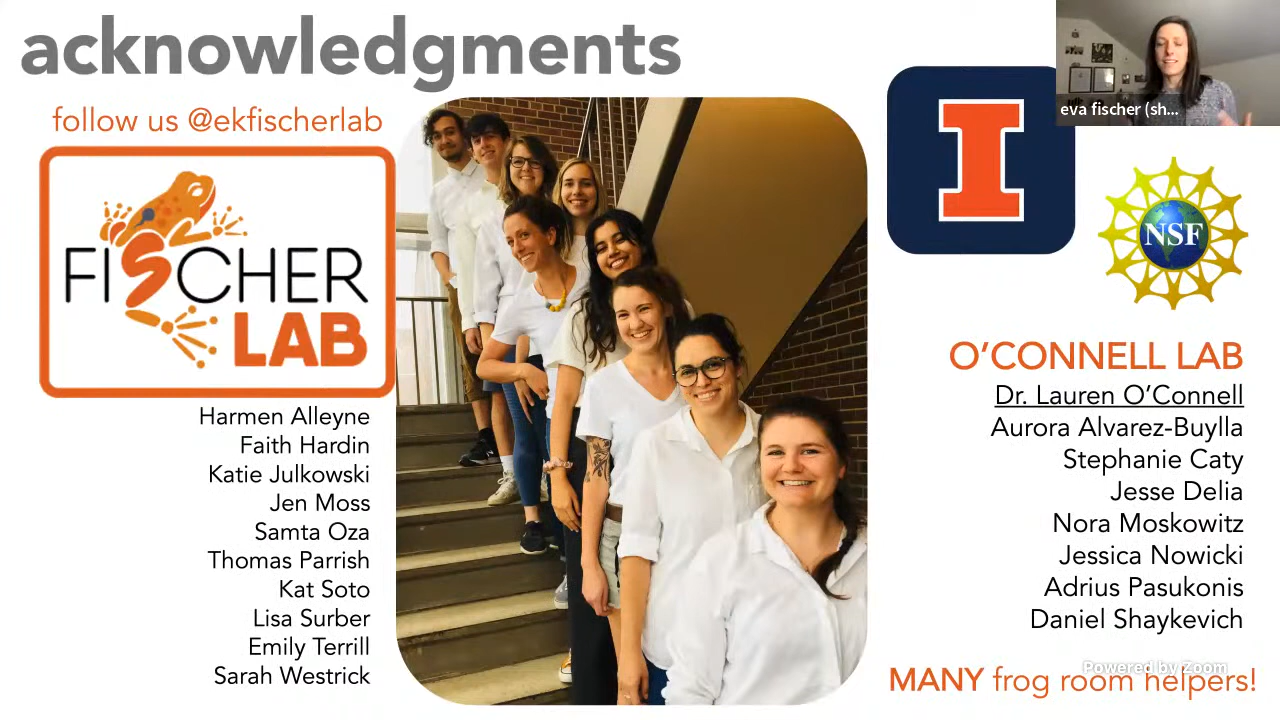 acknowledgments
follow us @ekfischerlab
FISCHER
LAB
Harmen Alleyne
Faith Hardin
Katie Julkowski
Jen Moss
Samta Oza
Thomas Parrish
Kat Soto
Lisa Surber
Emily Terrill
Sarah Westrick
I
eva fischer (sh...
NSF
O'CONNELL LAB
Dr. Lauren O'Connell
Aurora Alvarez-Buylla
Stephanie Caty
Jesse Delia
Nora Moskowitz
Jessica Nowicki
Adrius Pasukonis
Daniel Shaykevich
Powered by Zoom
MANY frog room helpers!